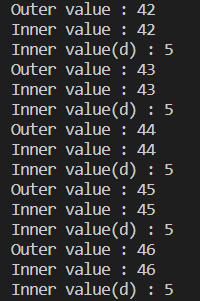 Outer value : 42
Inner value : 42
Inner value(d) : 5
Outer value : 43
Inner value : 43
Inner value(d) : 5
Outer value : 44
Inner value : 44
Inner value(d) : 5
Outer value : 45
Inner value : 45
Inner value(d) : 5
Outer value : 46
Inner value : 46
Inner value(d) : 5